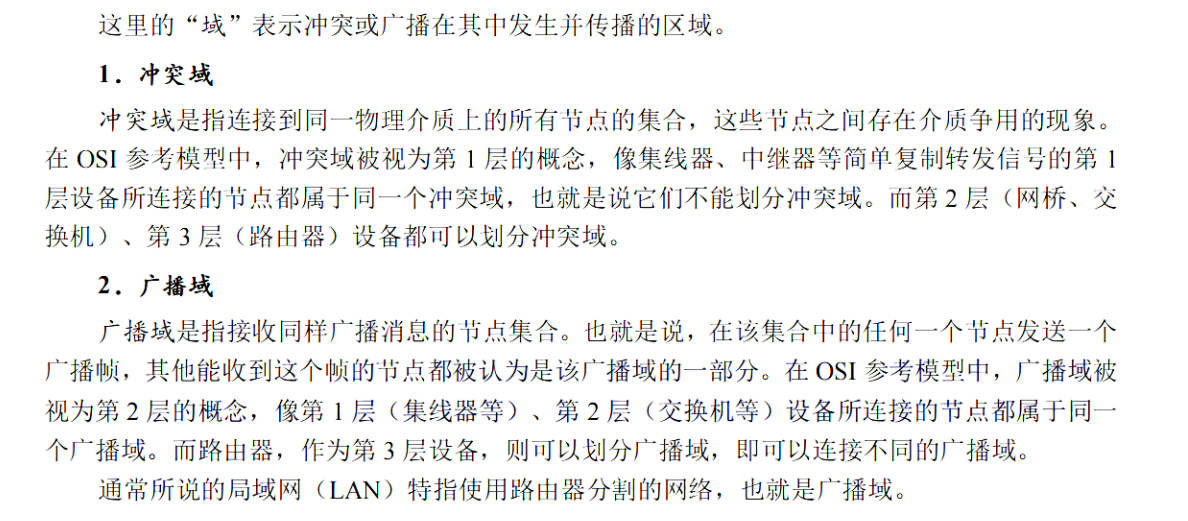 这里的“域”表示冲突或广播在其中发生并传播的区域。
1．冲突域
冲突域是指连接到同一物理介质上的所有节点的集合，这些节点之间存在介质争用的现象。
在 OSI 参考模型中，冲突域被视为第 1 层的概念，像集线器、中继器等简单复制转发信号的第 1
层设备所连接的节点都属于同一个冲突域，也就是说它们不能划分冲突域。而第 2 层（网桥、交
换机）、第 3 层（路由器）设备都可以划分冲突域。
2．广播域
广播域是指接收同样广播消息的节点集合。也就是说，在该集合中的任何一个节点发送一个
广播帧，其他能收到这个帧的节点都被认为是该广播域的一部分。在 OSI 参考模型中，广播域被
视为第 2 层的概念，像第 1 层（集线器等）、第 2 层（交换机等）设备所连接的节点都属于同一
个广播域。而路由器，作为第 3 层设备，则可以划分广播域，即可以连接不同的广播域。
通常所说的局域网（LAN）特指使用路由器分割的网络，也就是广播域。